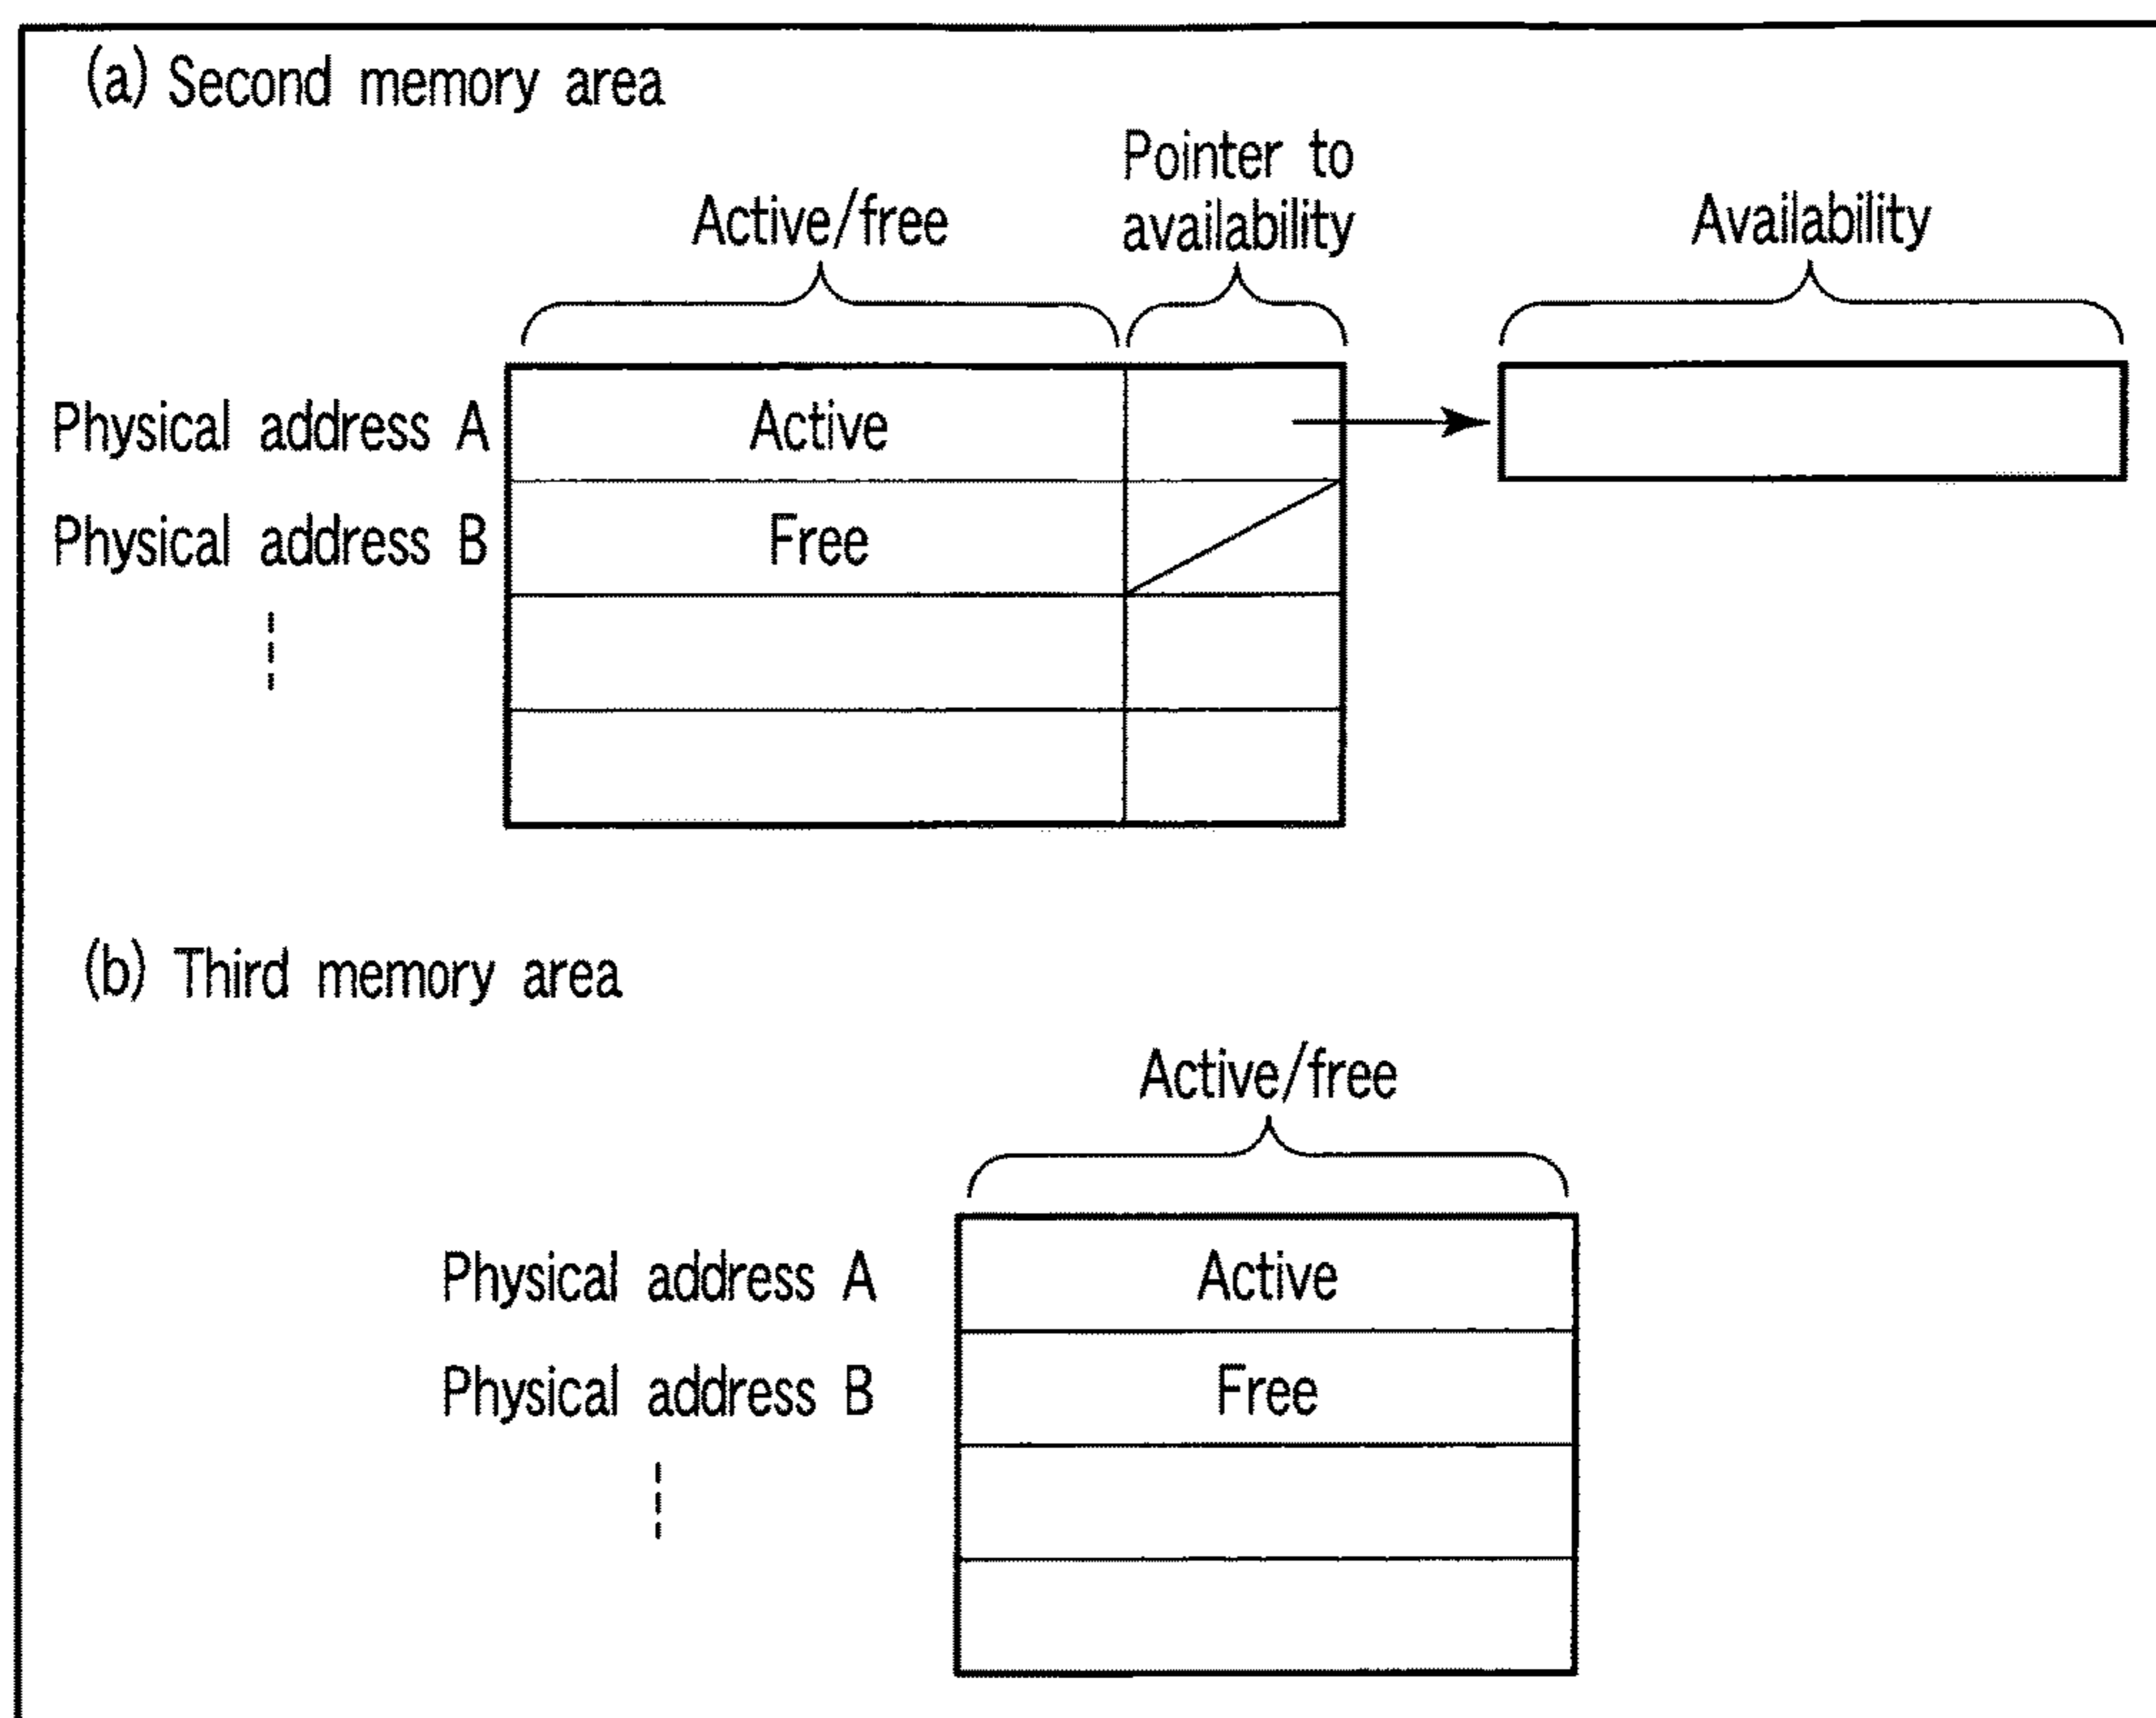 (a) Second memory area
Pointer to
availability
Active/free
Availability
Physical address A
Active
Physical address B
Free
(b) Third memory area
Active/free
Physical address A
Active
Physical address B
Free